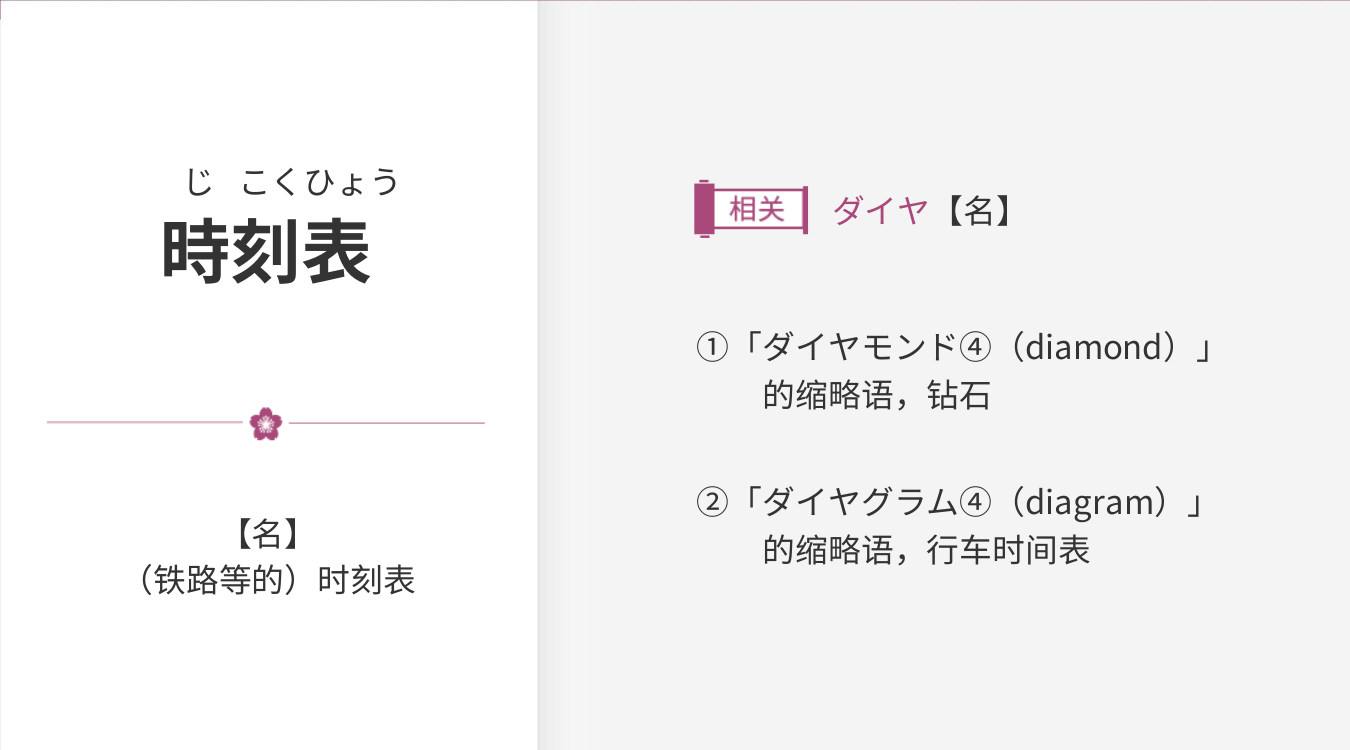 じ こくひょう
時刻表
【名】
（铁路等的）时刻表
相关 ダイヤ【名】
①「ダイヤモンド④（diamond）」
的缩略语，钻石
②「ダイヤグラム④（diagram）」
的缩略语，行车时间表